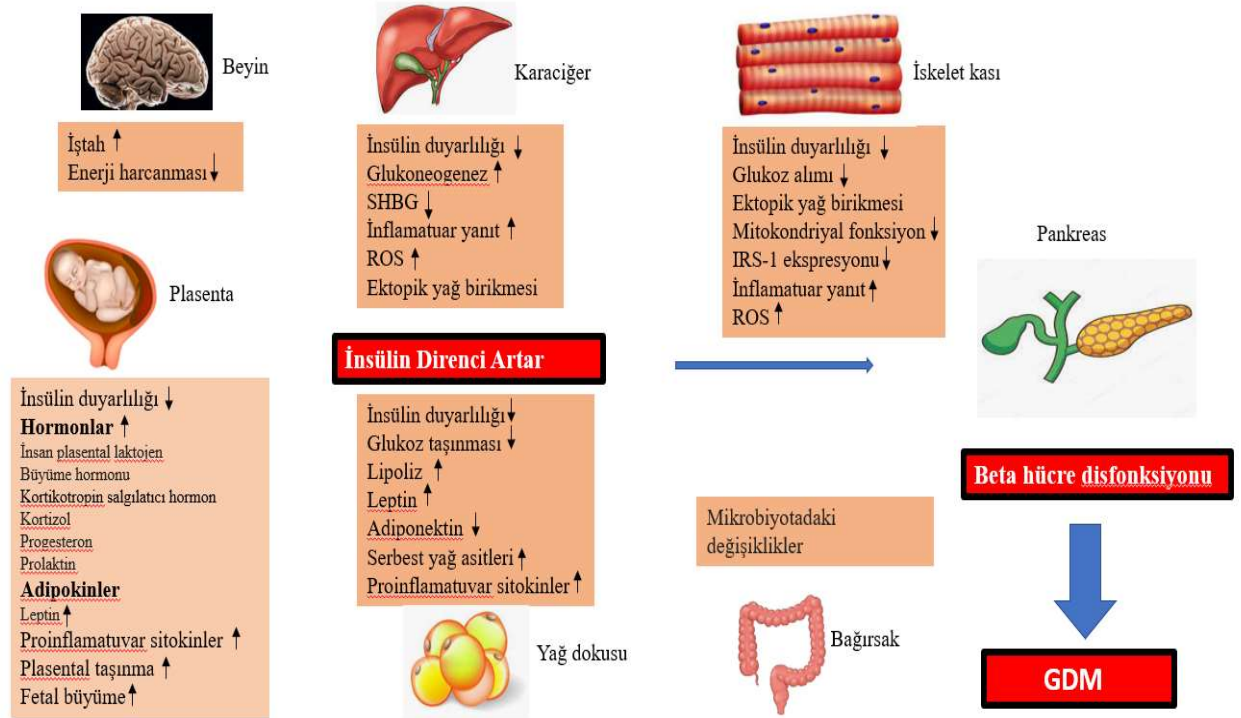 Beyin
İştah ↑
Enerji harcanması ↓
Karaciğer
İnsülin duyarlılığı ↓
Glukoneogenez ↑
SHBG ↓
İnflamatuar yanıt ↑
ROS ↑
Ektopik yağ birikmesi
İskelet kası
İnsülin duyarlılığı ↓
Glukoz alımı ↓
Ektopik yağ birikmesi
Mitokondriyal fonksiyon ↓
IRS-1 ekspresyonu ↓
İnflamatuar yanıt ↑
ROS ↑
Plasenta
İnsülin duyarlılığı ↓
Hormonlar ↑
İnsan plasental laktojen
Büyüme hormonu
Kortikotropin salgılatıcı hormon
Kortizol
Progesteron
Prolaktin
Adipokinler
Leptin ↑
Proinflamatuvar sitokinler ↑
Plasental taşınma ↑
Fetal büyüme ↑
İnsülin Direnci Artar
İnsülin duyarlılığı ↓
Glukoz taşınması ↓
Lipoliz ↑
Leptin ↑
Adiponektin ↓
Serbest yağ asitleri ↑
Proinflamatuvar sitokinler ↑
Yağ dokusu
Mikrobiyotadaki
değişiklikler
Bağırsak
Pankreas
Beta hücre disfonksiyonu
GDM